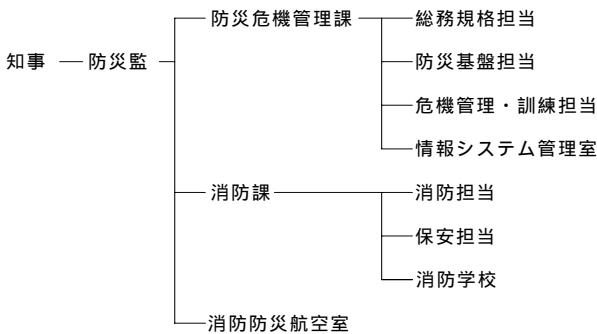 防災危機管理課 総務規格担当
知事 防災監 防災基盤担当
危機管理・訓練担当
情報システム管理室
消防課 消防担当
保安担当
消防学校
消防防災航空室